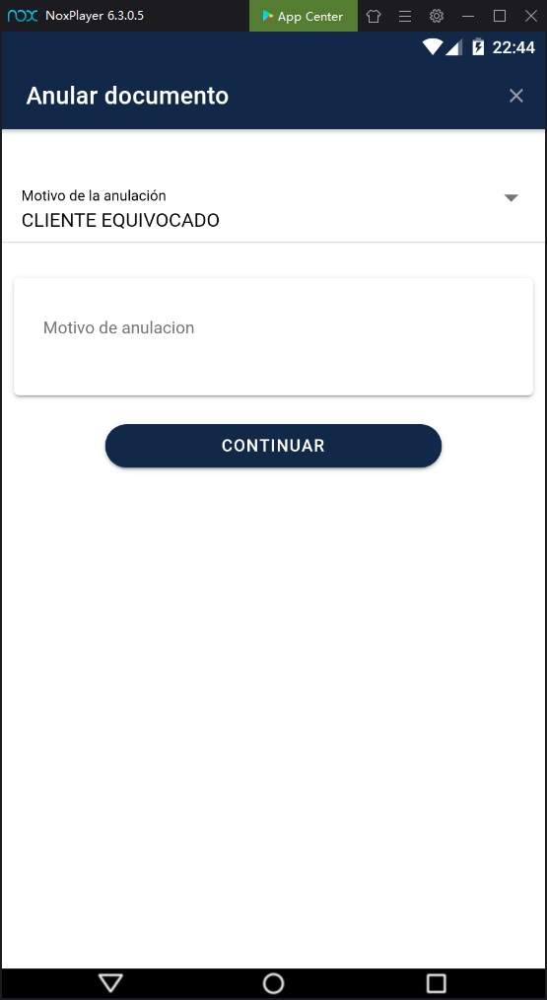 nox NoxPlayer 6.3.0.5 App Center
22:44
Anular documento
Motivo de la anulación
CLIENTE EQUIVOCADO
Motivo de anulacion
CONTINUAR